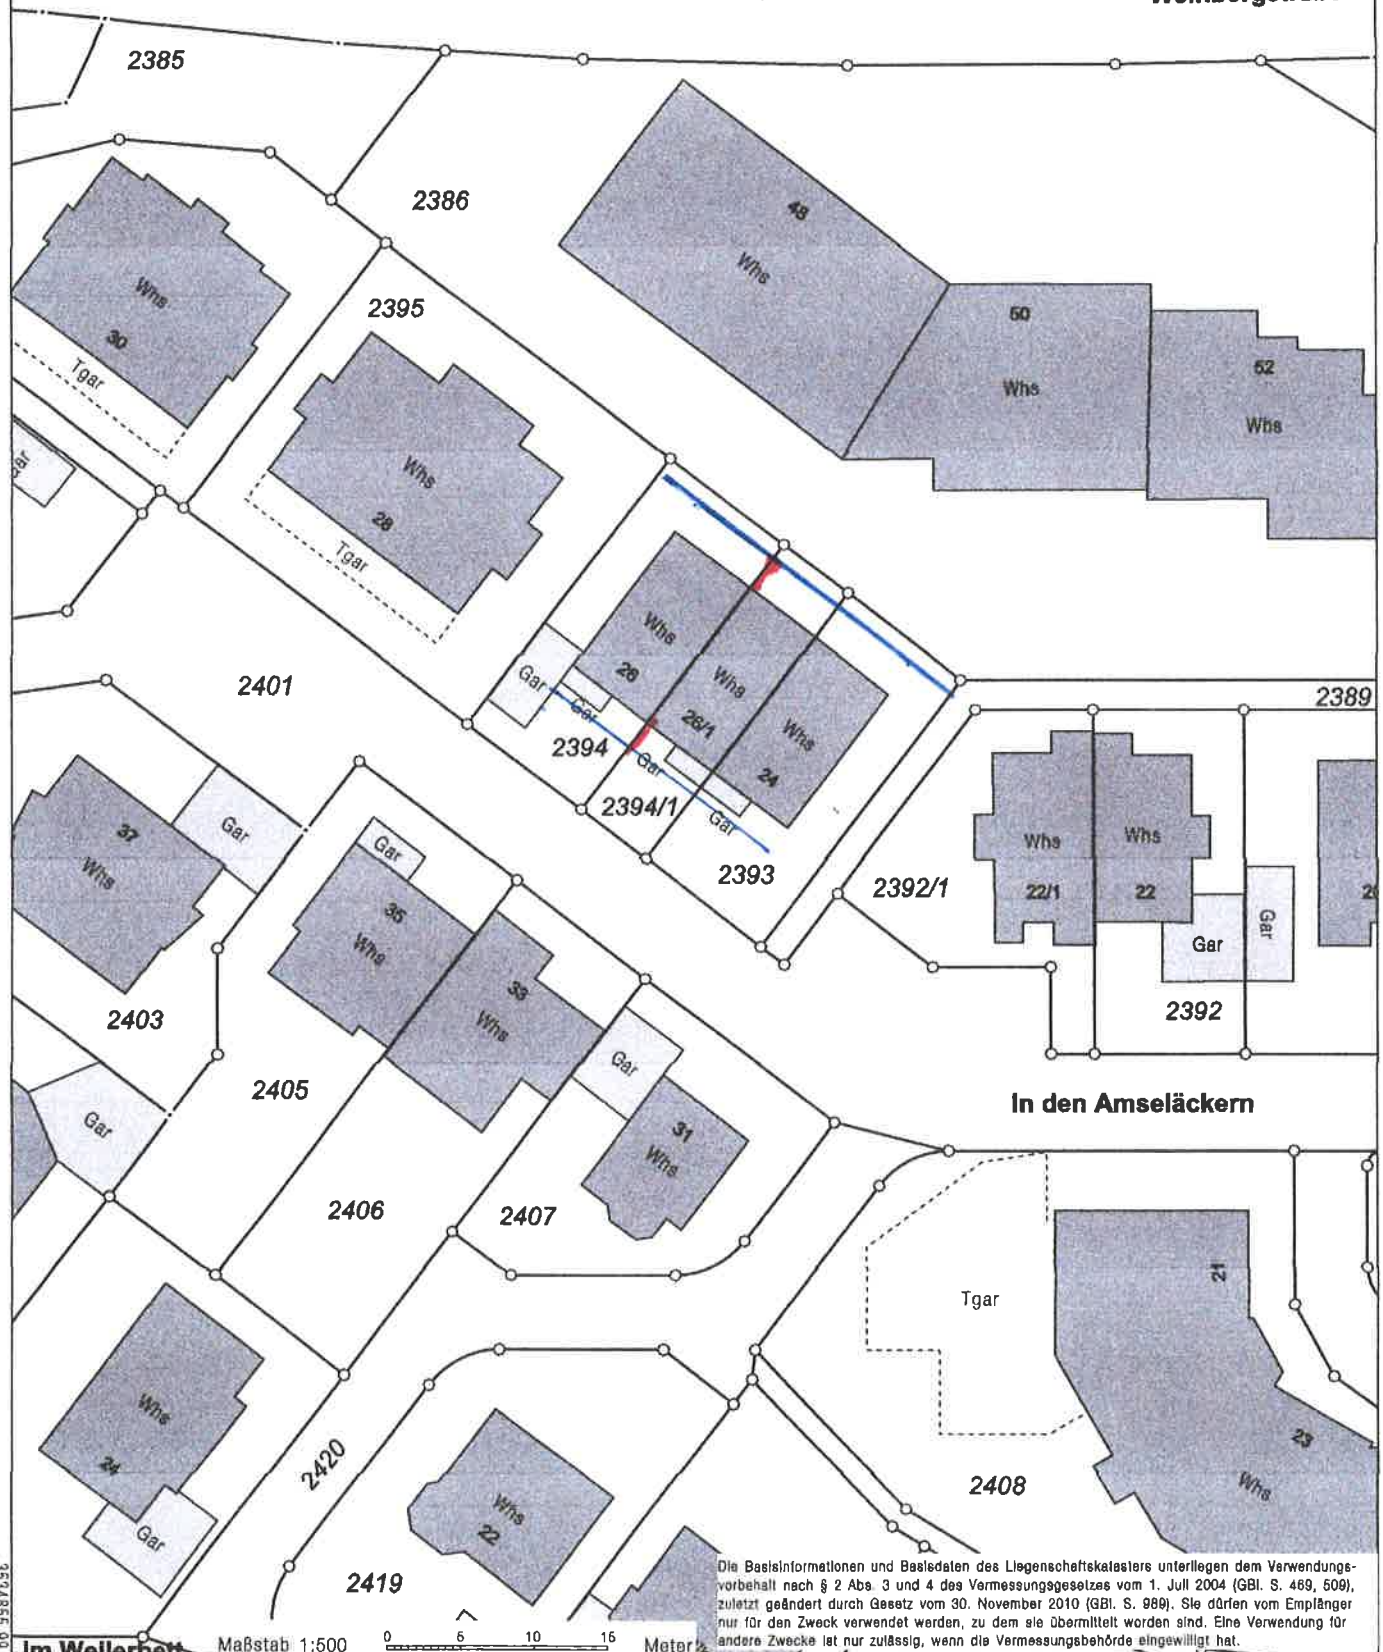 2385
2386
48
Whs
2395
Whs
30
Tgar
50
Whs
52
Whs
Whs
28
Tgar
2401
Whs
26
Gar
Gar
Whs
26/1
Whs
24
2394
Gar
2394/1
Gar
2393
2389
2392/1
Whs
22/1
Whs
22
Gar
Gar
2392
37
Whs
Gar
Gar
35
Whs
33
Whs
2403
2405
Gar
Gar
31
Whs
In den Amseläckern
2406
2407
21
Tgar
23
Whs
2408
Whs
24
Gar
2420
Whs
22
2419
Die Basisinformationen und Basisdaten des Liegenschaftskatasters unterliegen dem Verwendungs-
vorbehalt nach § 2 Abs. 3 und 4 des Vermessungsgesetzes vom 1. Juli 2004 (GBl. S. 469, 509),
zuletzt geändert durch Gesetz vom 30. November 2010 (GBl. S. 989). Sie dürfen vom Empfänger
nur für den Zweck verwendet werden, zu dem sie übermittelt worden sind. Eine Verwendung für
andere Zwecke ist nur zulässig, wenn die Vermessungsbehörde eingewilligt hat.
Im Weilerbett
Maßstab 1:500
0 5 10 15
Meter